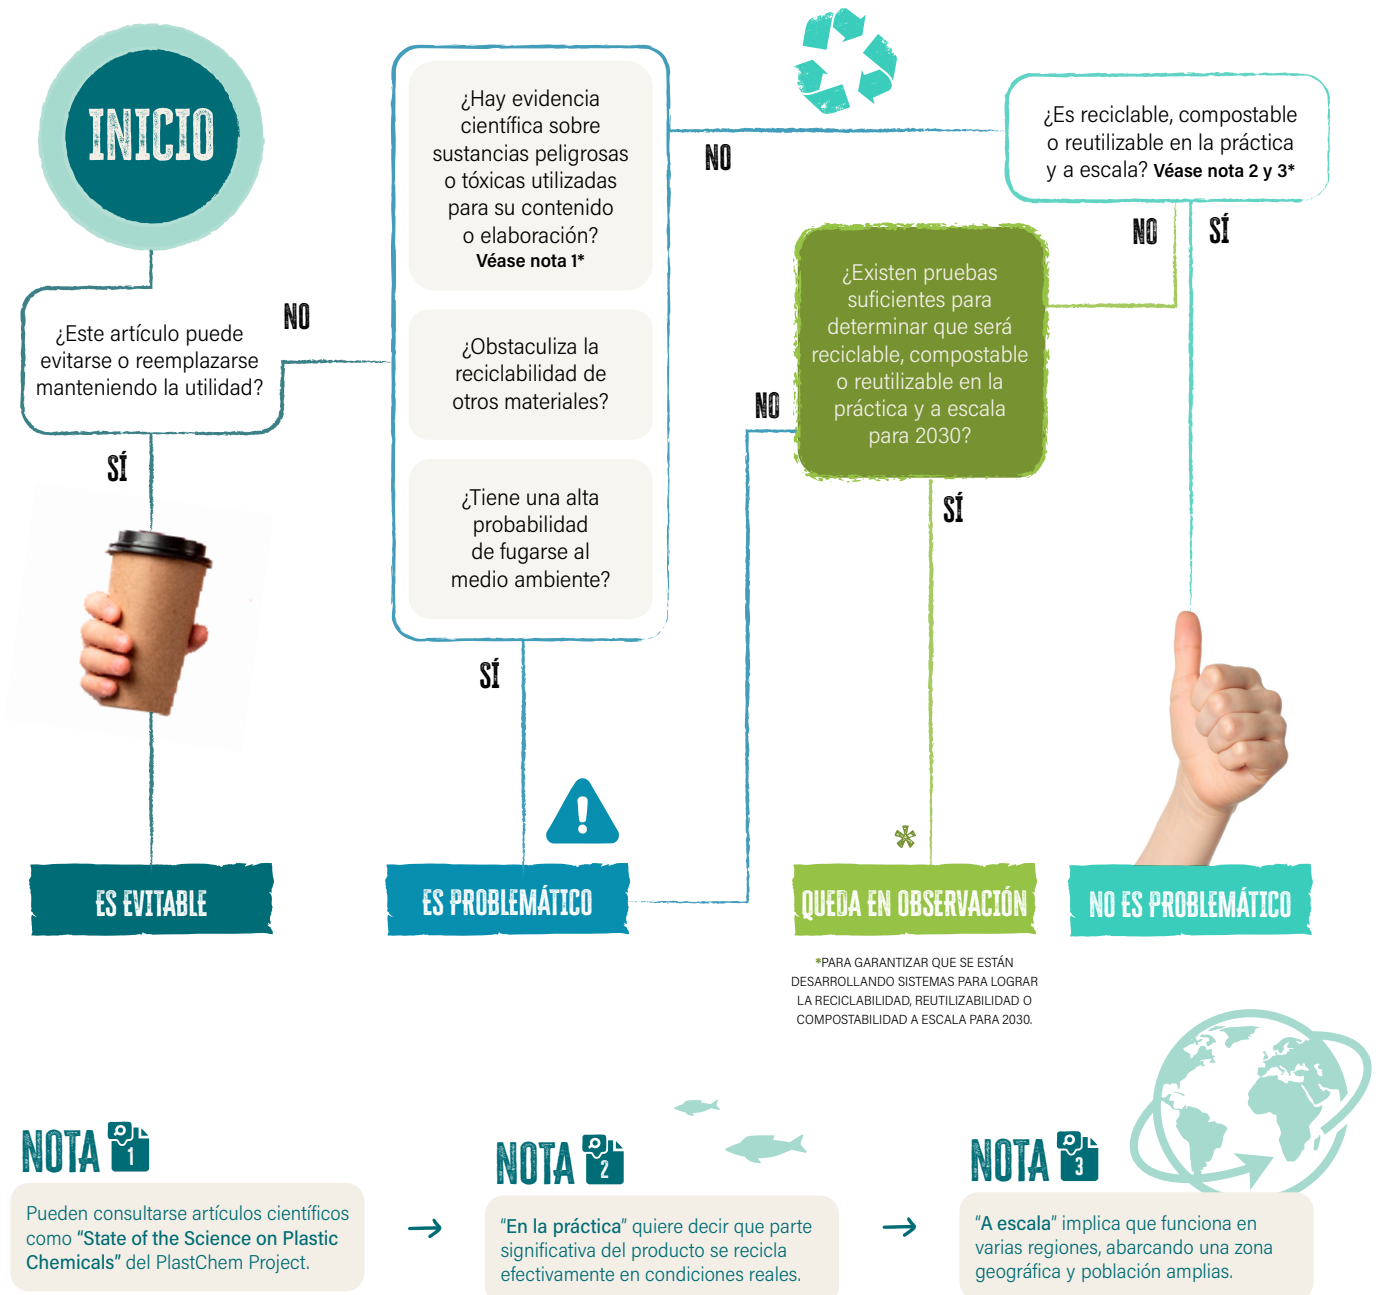 INICIO
¿Este artículo puede
evitarse o reemplazarse
manteniendo la utilidad?
NO
SÍ
¿Hay evidencia
científica sobre
sustancias peligrosas
o tóxicas utilizadas
para su contenido
o elaboración?
Véase nota 1*
¿Obstaculiza la
reciclabilidad de
otros materiales?
¿Tiene una alta
probabilidad
de fugarse al
medio ambiente?
NO
SÍ
¿Es reciclable, compostable
o reutilizable en la práctica
y a escala? Véase nota 2 y 3*
NO
SÍ
¿Existen pruebas
suficientes para
determinar que será
reciclable, compostable
o reutilizable en la
práctica y a escala
para 2030?
NO
SÍ
*
ES EVITABLE
ES PROBLEMÁTICO
QUEDA EN OBSERVACIÓN
NO ES PROBLEMÁTICO
*PARA GARANTIZAR QUE SE ESTÁN
DESARROLLANDO SISTEMAS PARA LOGRAR
LA RECICLABILIDAD, REUTILIZABILIDAD O
COMPOSTABILIDAD A ESCALA PARA 2030.
NOTA 1
Pueden consultarse artículos científicos
como "State of the Science on Plastic
Chemicals" del PlastChem Project.
NOTA 2
"En la práctica" quiere decir que parte
significativa del producto se recicla
efectivamente en condiciones reales.
NOTA 3
"A escala" implica que funciona en
varias regiones, abarcando una zona
geográfica y población amplias.